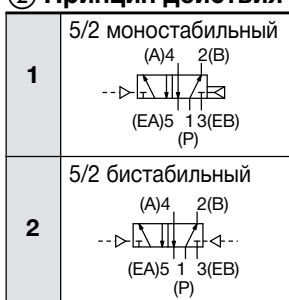 ② Принцип действия
1
5/2 моностабильный
(A)4 2(B)
(EA)5 1 3(EB)
(P)
2
5/2 бистабильный
(A)4 2(B)
(EA)5 1 3(EB)
(P)